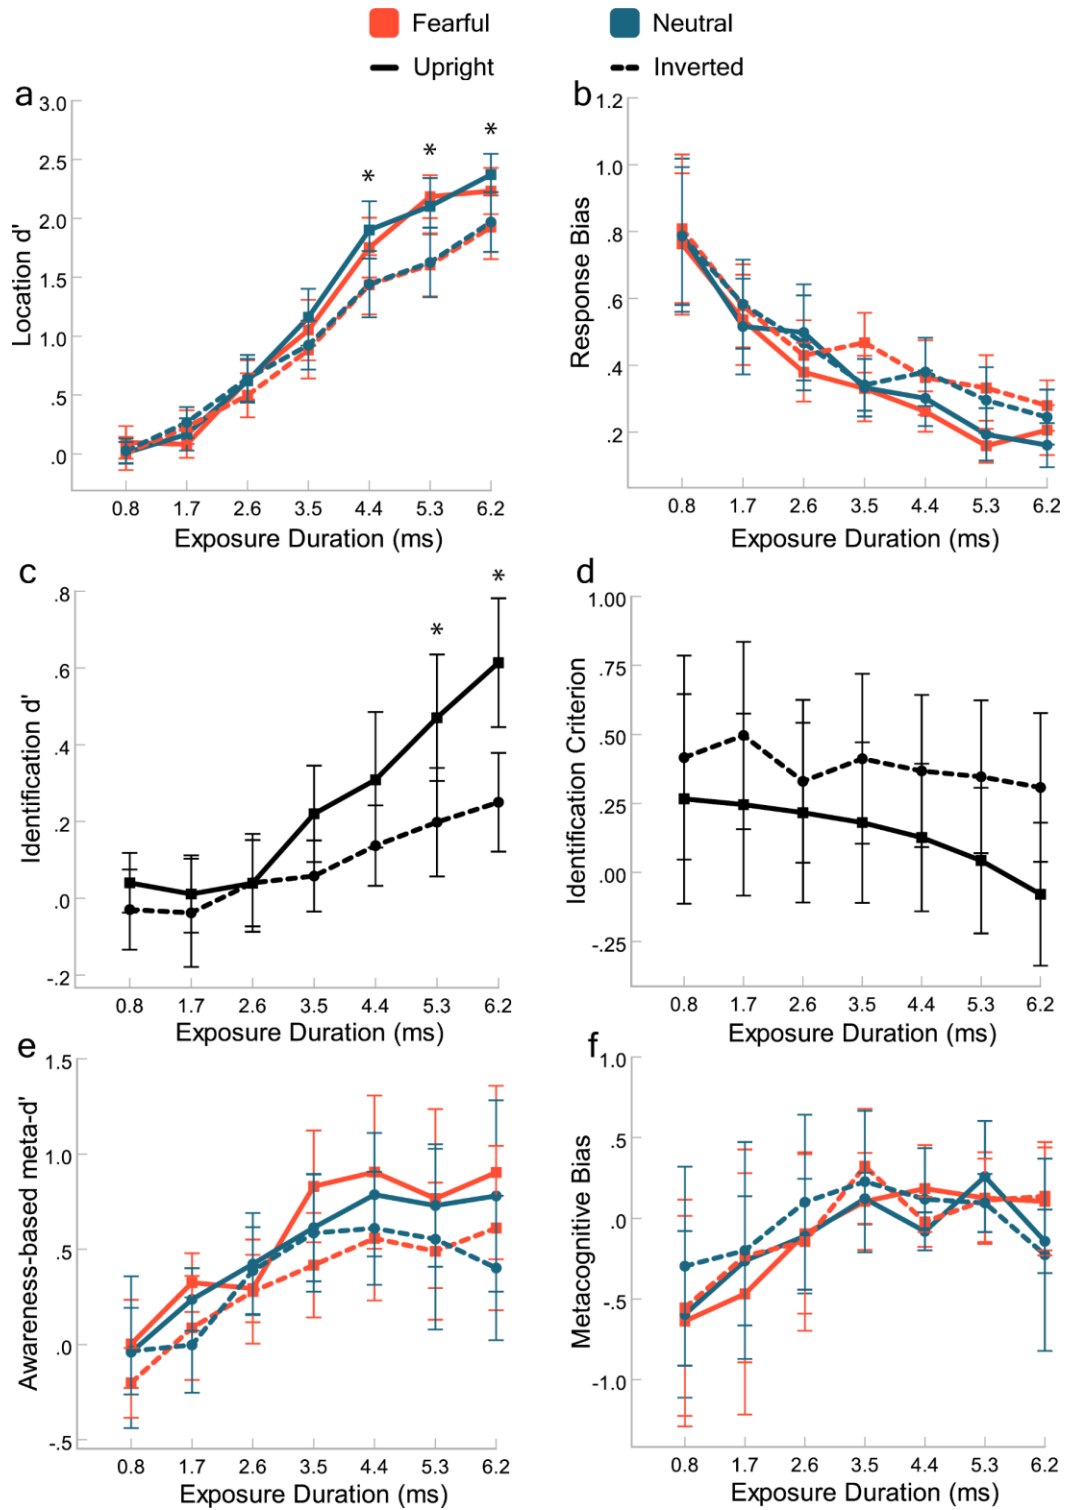 Fearful Neutral
Upright Inverted
a
Location d'
3.0
2.5
2.0
1.5
1.0
.5
.0
* * *
0.8 1.7 2.6 3.5 4.4 5.3 6.2
Exposure Duration (ms)
b
Response Bias
1.2
1.0
.8
.6
.4
.2
0.8 1.7 2.6 3.5 4.4 5.3 6.2
Exposure Duration (ms)
c
Identification d'
.8
.6
.4
.2
.0
-.2
* *
0.8 1.7 2.6 3.5 4.4 5.3 6.2
Exposure Duration (ms)
d
Identification Criterion
1.00
0.75
0.50
0.25
0.00
-.25
0.8 1.7 2.6 3.5 4.4 5.3 6.2
Exposure Duration (ms)
e
Awareness-based meta-d'
1.5
1.0
.5
.0
-.5
0.8 1.7 2.6 3.5 4.4 5.3 6.2
Exposure Duration (ms)
f
Metacognitive Bias
1.0
.5
.0
-.5
-1.0
0.8 1.7 2.6 3.5 4.4 5.3 6.2
Exposure Duration (ms)